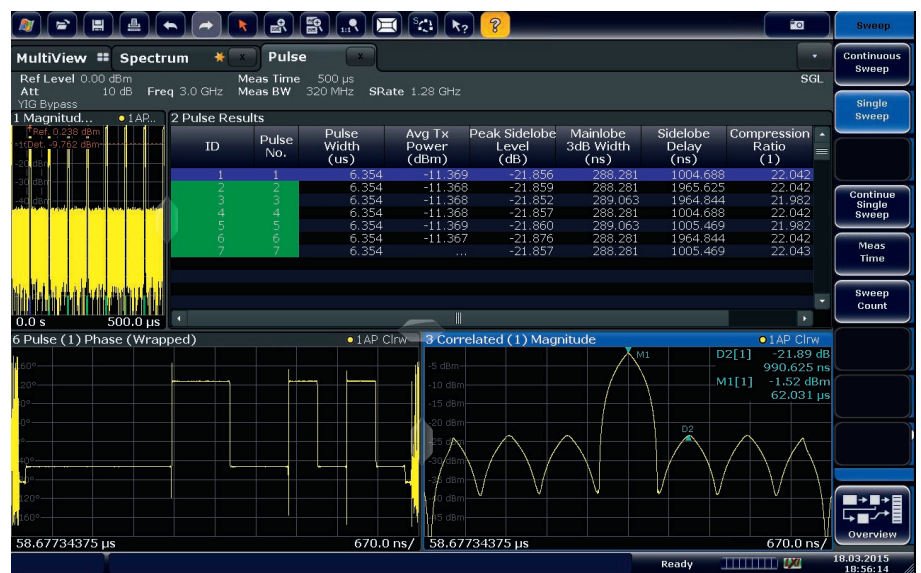 Sweep
MultiView Spectrum x Pulse x
Ref Level 0.00 dBm Meas Time 500 µs SGL
Att 10 dB Freq 3.0 GHz Meas BW 320 MHz SRate 1.28 GHz
YIG Bypass
1 Magnitud... 1AP..
Ref. 0.238 dBm
Det. -9.762 dBm
0.0 s 500.0 µs
2 Pulse Results
ID Pulse No. Pulse Width (us) Avg Tx Power (dBm) Peak Sidelobe Level (dB) Mainlobe 3dB Width (ns) Sidelobe Delay (ns) Compression Ratio (1)
1 1 6.354 -11.369 -21.856 288.281 1004.688 22.042
2 2 6.354 -11.368 -21.859 288.281 1965.625 22.042
3 3 6.354 -11.368 -21.852 289.063 1964.844 21.982
4 4 6.354 -11.368 -21.857 288.281 1004.688 22.042
5 5 6.354 -11.368 -21.860 289.063 1005.469 21.982
6 6 6.354 -11.367 -21.876 288.281 1964.844 22.042
7 7 6.354 ... -21.857 288.281 1005.469 22.043
6 Pulse (1) Phase (Wrapped) 1AP Clrw
58.67734375 µs 670.0 ns/
3 Correlated (1) Magnitude 1AP Clrw
M1
D2[1] -21.89 dB
990.625 ns
M1[1] -1.52 dBm
62.031 µs
-5 dBm
-10 dBm
-15 dBm
D2
58.67734375 µs 670.0 ns/
Continuous Sweep
Single Sweep
Continue Single Sweep
Meas Time
Sweep Count
Overview
Ready
18.03.2015
18:56:14